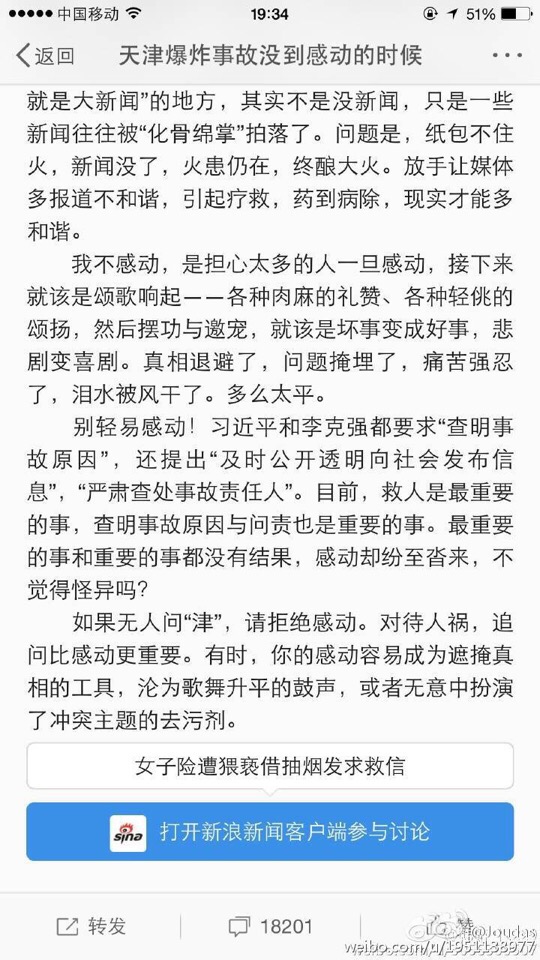 中国移动 19:34 51%
返回 天津爆炸事故没到感动的时候
就是大新闻”的地方，其实不是没新闻，只是一些
新闻往往被“化骨绵掌”拍落了。问题是，纸包不住
火，新闻没了，火患仍在，终酿大火。放手让媒体
多报道不和谐，引起疗救，药到病除，现实才能多
和谐。
我不感动，是担心太多的人一旦感动，接下来
就该是颂歌响起——各种肉麻的礼赞、各种轻佻的
颂扬，然后摆功与邀宠，就该是坏事变成好事，悲
剧变喜剧。真相退避了，问题掩埋了，痛苦强忍
了，泪水被风干了。多么太平。
别轻易感动！习近平和李克强都要求“查明事
故原因”，还提出“及时公开透明向社会发布信
息”，“严肃查处事故责任人”。目前，救人是最重要
的事，查明事故原因与问责也是重要的事。最重要
的事和重要的事都没有结果，感动却纷至沓来，不
觉得怪异吗？
如果无人问“津”，请拒绝感动。对待人祸，追
问比感动更重要。有时，你的感动容易成为遮掩真
相的工具，沦为歌舞升平的鼓声，或者无意中扮演
了冲突主题的去污剂。
女子险遭猥亵借抽烟发求救信
sina 打开新浪新闻客户端参与讨论
转发 18201 赞
@Joudas
weibo.com/u/1951188977